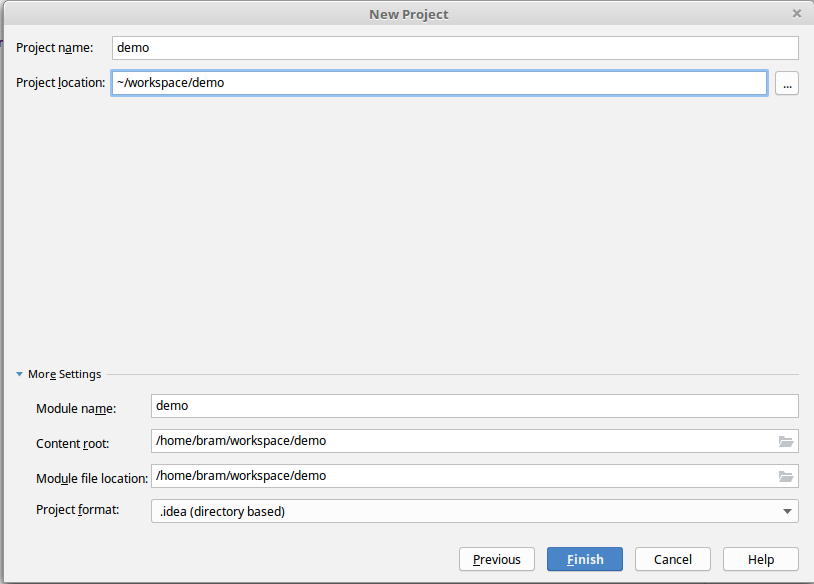 New Project
Project name: demo
Project location: ~/workspace/demo ...
More Settings
Module name: demo
Content root: /home/bram/workspace/demo
Module file location: /home/bram/workspace/demo
Project format: .idea (directory based)
Previous Finish Cancel Help